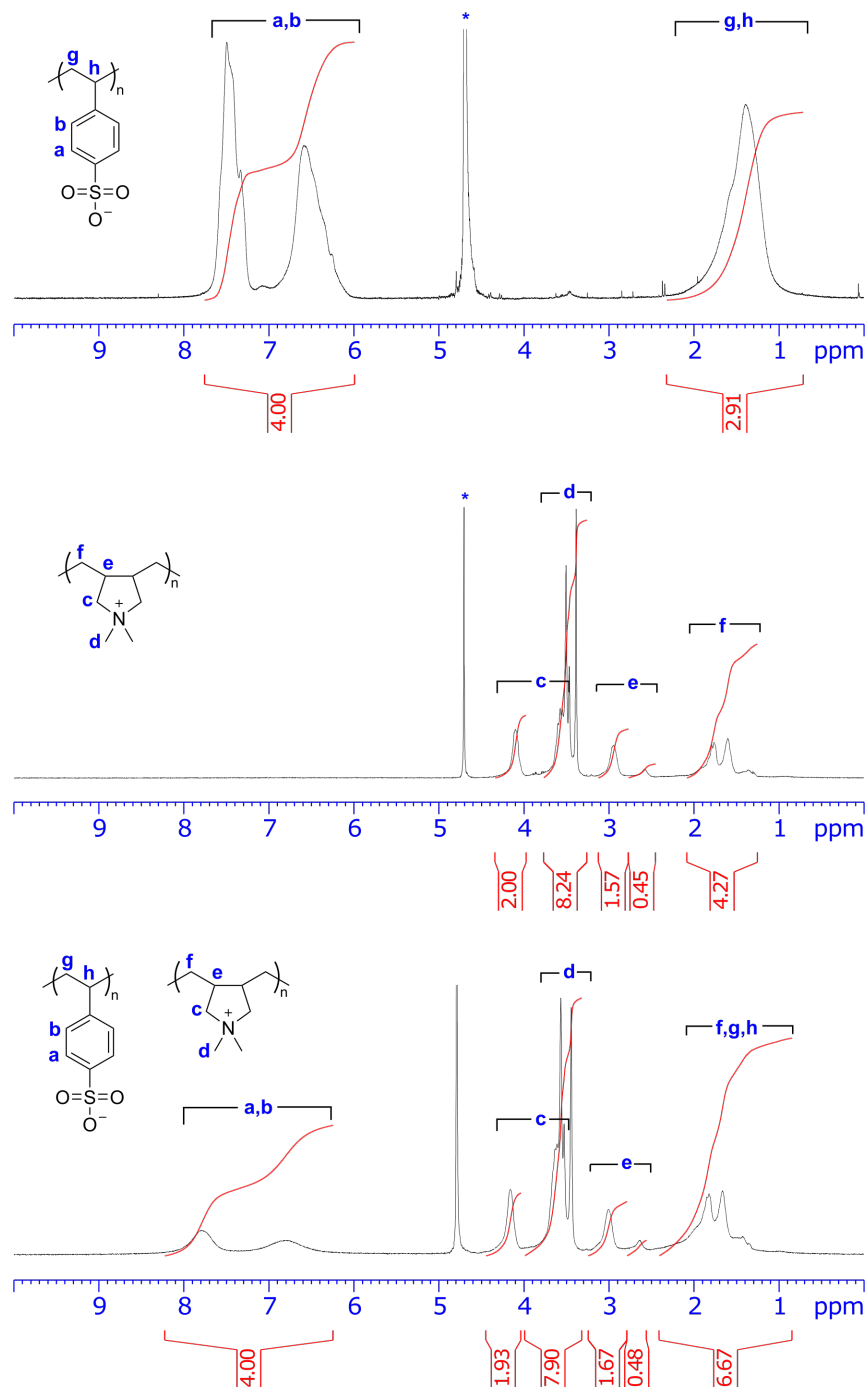 a,b
*
g,h
g
h
n
b
a
O=S=O
O−
9 8 7 6 5 4 3 2 1 ppm
4.00
2.91
*
d
f
e
n
c
+
N
d
c
e
f
9 8 7 6 5 4 3 2 1 ppm
2.00
8.24
1.57
0.45
4.27
g
h
n
b
a
O=S=O
O−
f
e
n
c
+
N
d
a,b
d
c
e
f,g,h
9 8 7 6 5 4 3 2 1 ppm
4.00
1.93
7.90
1.67
0.48
6.67